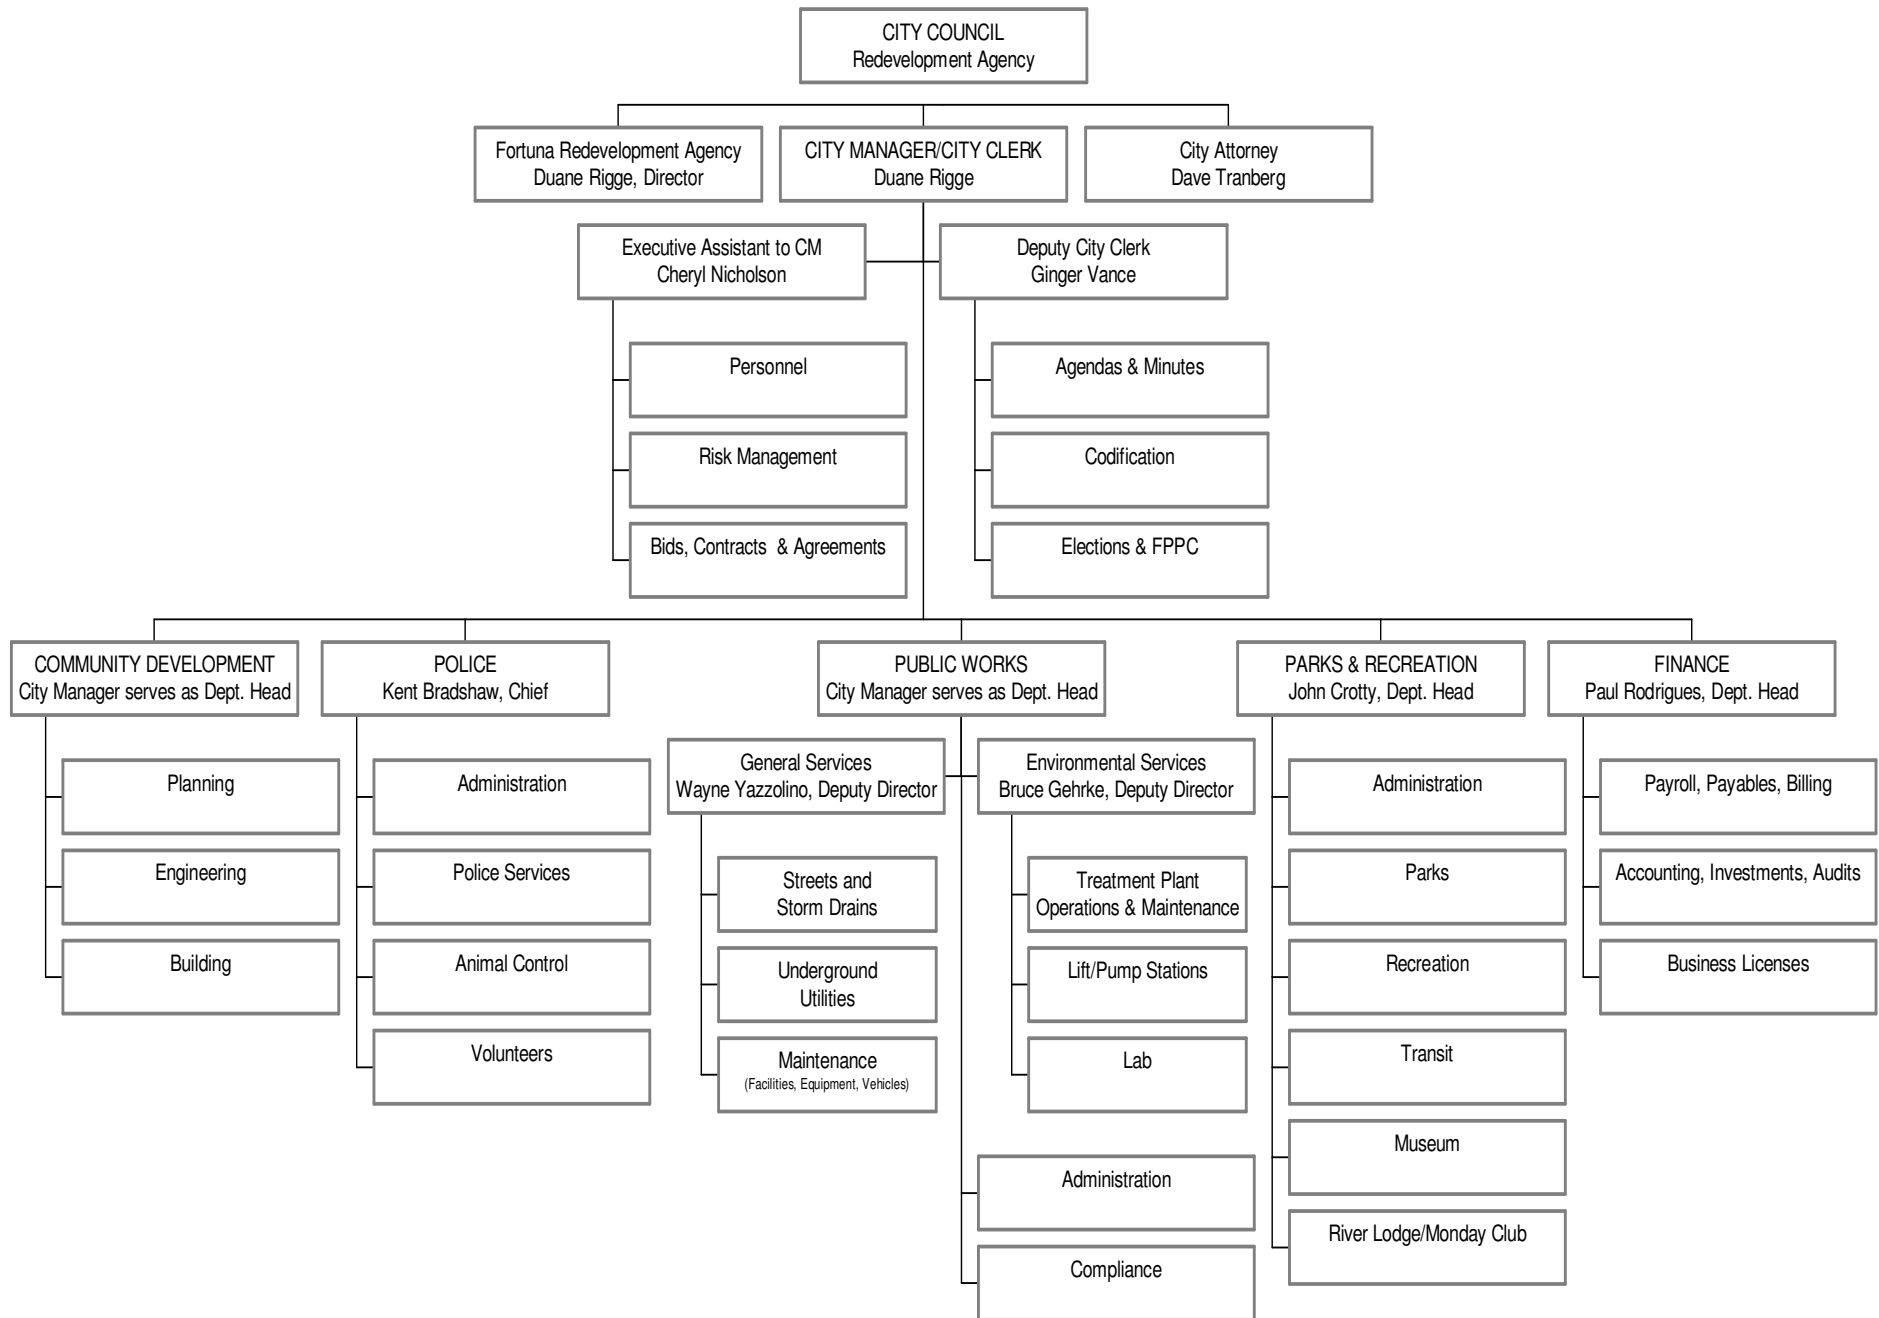 CITY COUNCIL
Redevelopment Agency
Fortuna Redevelopment Agency
Duane Rigge, Director
CITY MANAGER/CITY CLERK
Duane Rigge
City Attorney
Dave Tranberg
Executive Assistant to CM
Cheryl Nicholson
Deputy City Clerk
Ginger Vance
Personnel
Risk Management
Bids, Contracts & Agreements
Agendas & Minutes
Codification
Elections & FPPC
COMMUNITY DEVELOPMENT
City Manager serves as Dept. Head
Planning
Engineering
Building
POLICE
Kent Bradshaw, Chief
Administration
Police Services
Animal Control
Volunteers
PUBLIC WORKS
City Manager serves as Dept. Head
General Services
Wayne Yazzolino, Deputy Director
Streets and
Storm Drains
Underground
Utilities
Maintenance
(Facilities, Equipment, Vehicles)
Environmental Services
Bruce Gehrke, Deputy Director
Treatment Plant
Operations & Maintenance
Lift/Pump Stations
Lab
Administration
Compliance
PARKS & RECREATION
John Crotty, Dept. Head
Administration
Parks
Recreation
Transit
Museum
River Lodge/Monday Club
FINANCE
Paul Rodrigues, Dept. Head
Payroll, Payables, Billing
Accounting, Investments, Audits
Business Licenses